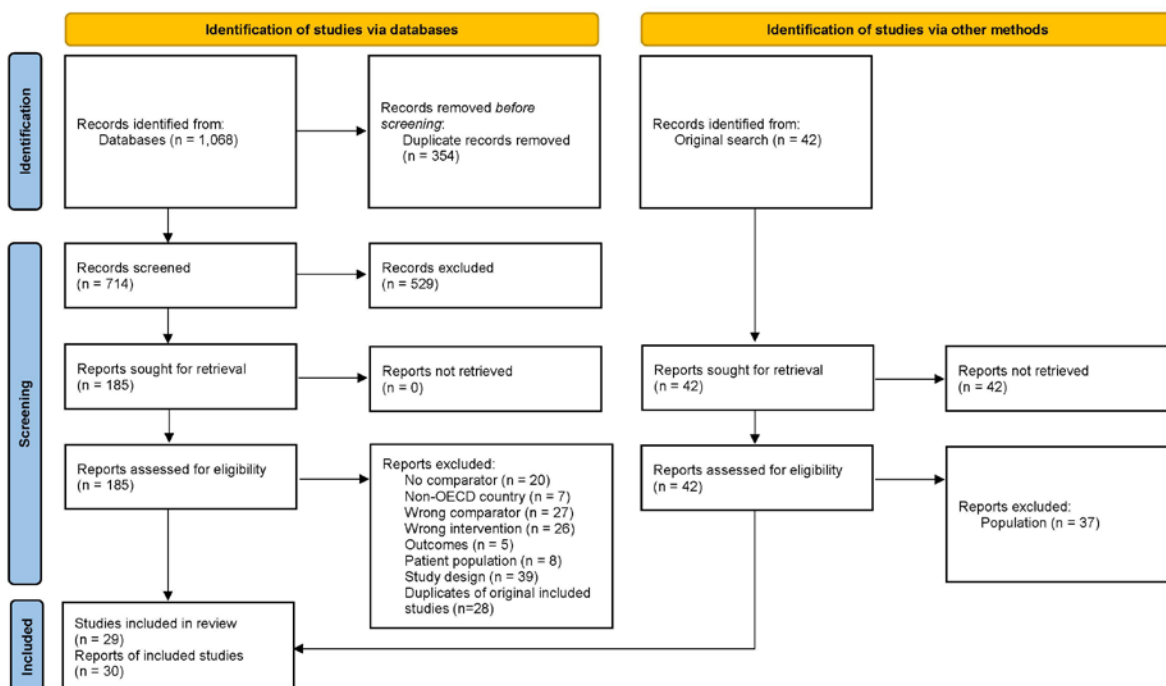 Identification of studies via databases
Identification of studies via other methods
Identification
Records identified from:
Databases (n = 1,068)
Records removed before
screening:
Duplicate records removed
(n = 354)
Records identified from:
Original search (n = 42)
Screening
Records screened
(n = 714)
Records excluded
(n = 529)
Reports sought for retrieval
(n = 185)
Reports not retrieved
(n = 0)
Reports sought for retrieval
(n = 42)
Reports not retrieved
(n = 42)
Reports assessed for eligibility
(n = 185)
Reports excluded:
No comparator (n = 20)
Non-OECD country (n = 7)
Wrong comparator (n = 27)
Wrong intervention (n = 26)
Outcomes (n = 5)
Patient population (n = 8)
Study design (n = 39)
Duplicates of original included
studies (n=28)
Reports assessed for eligibility
(n = 42)
Reports excluded:
Population (n = 37)
Included
Studies included in review
(n = 29)
Reports of included studies
(n = 30)